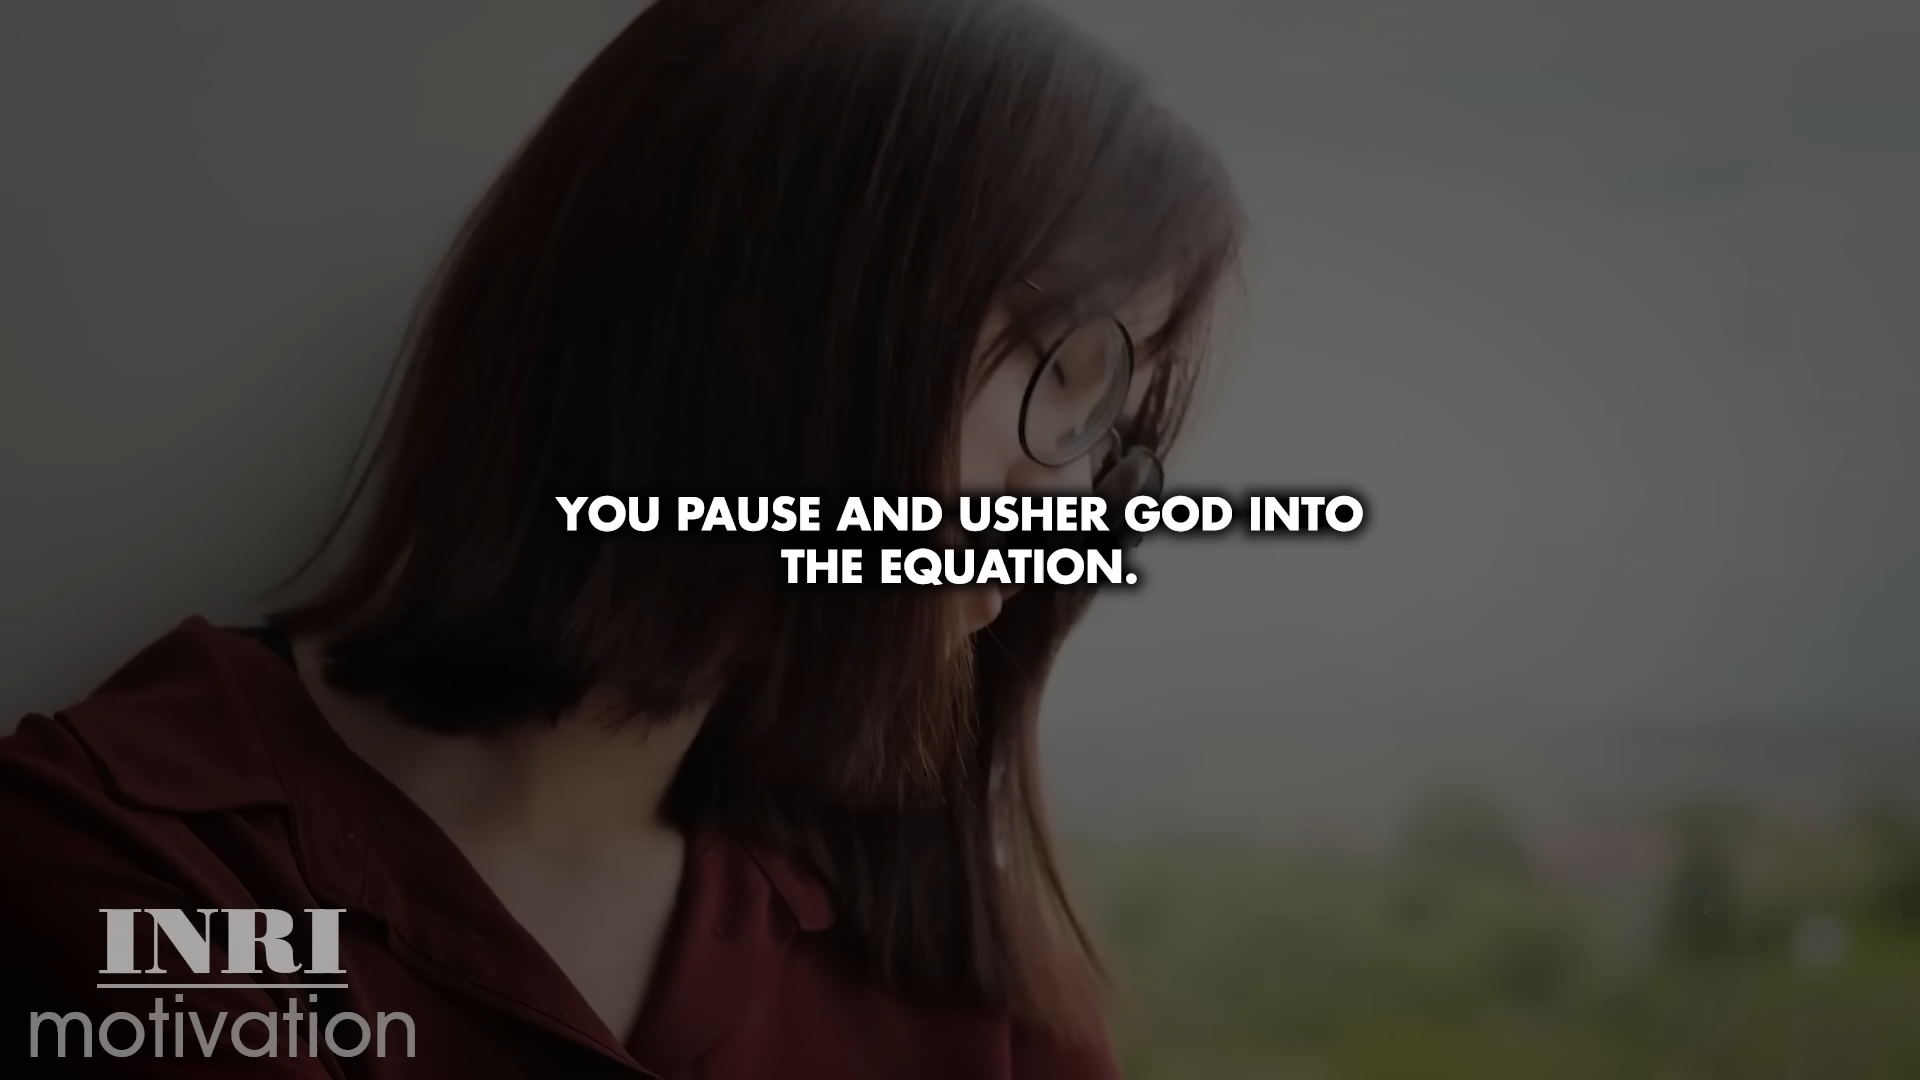 YOU PAUSE AND USHER GOD INTO
THE EQUATION.
INRI
motivation